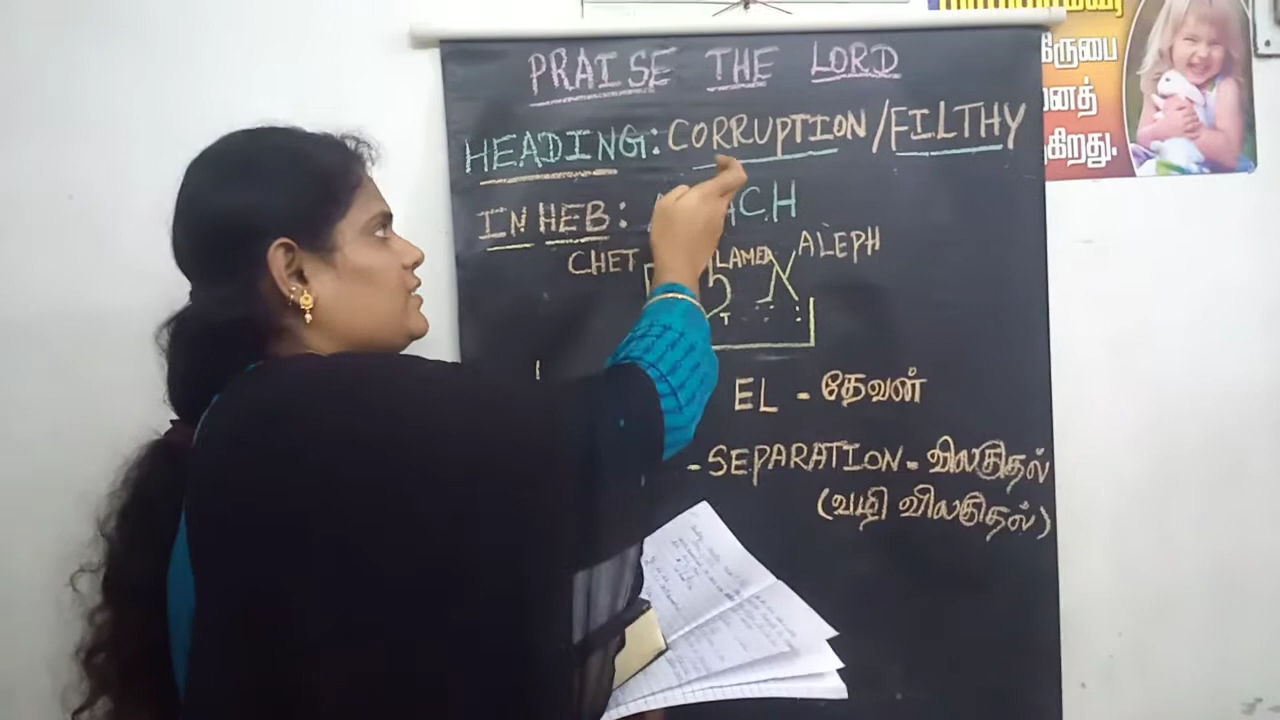 PRAISE THE LORD
HEADING: CORRUPTION/FILTHY
IN HEB:
CHET LAMED ALEPH
EL - தேவன்
-SEPARATION - விலகுதல்
(வழி விலகுதல்)
கிறது.